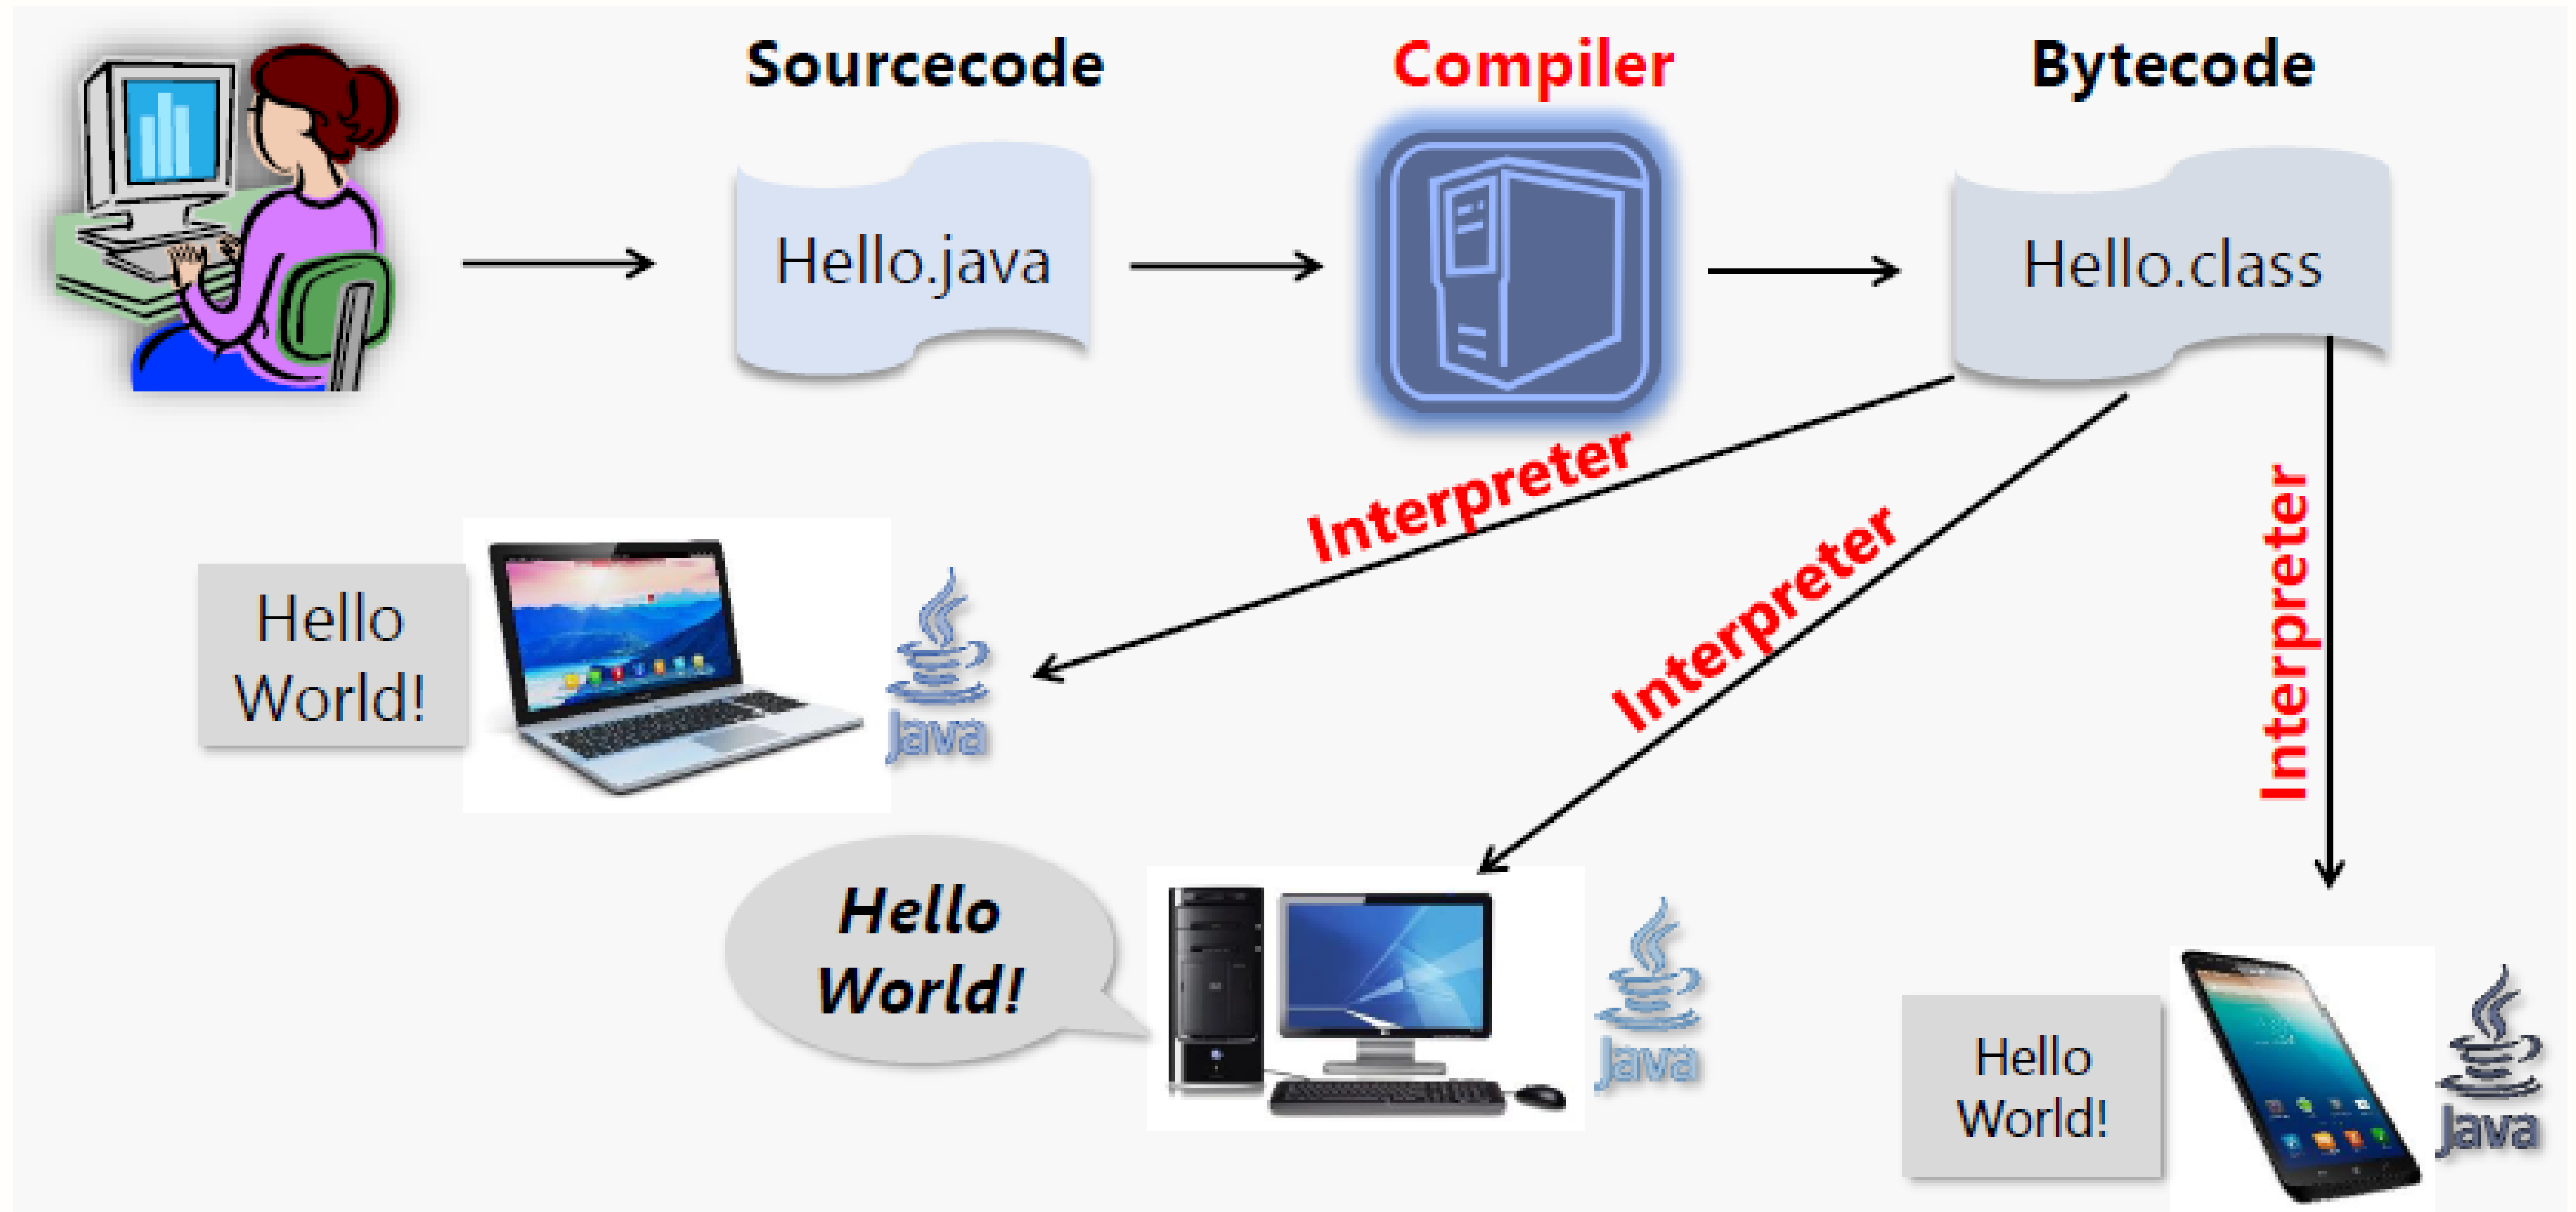 Sourcecode
Compiler
Bytecode
Hello.java
Hello.class
Interpreter
Interpreter
Interpreter
Hello
World!
Java
Hello
World!
Java
Hello
World!
Java